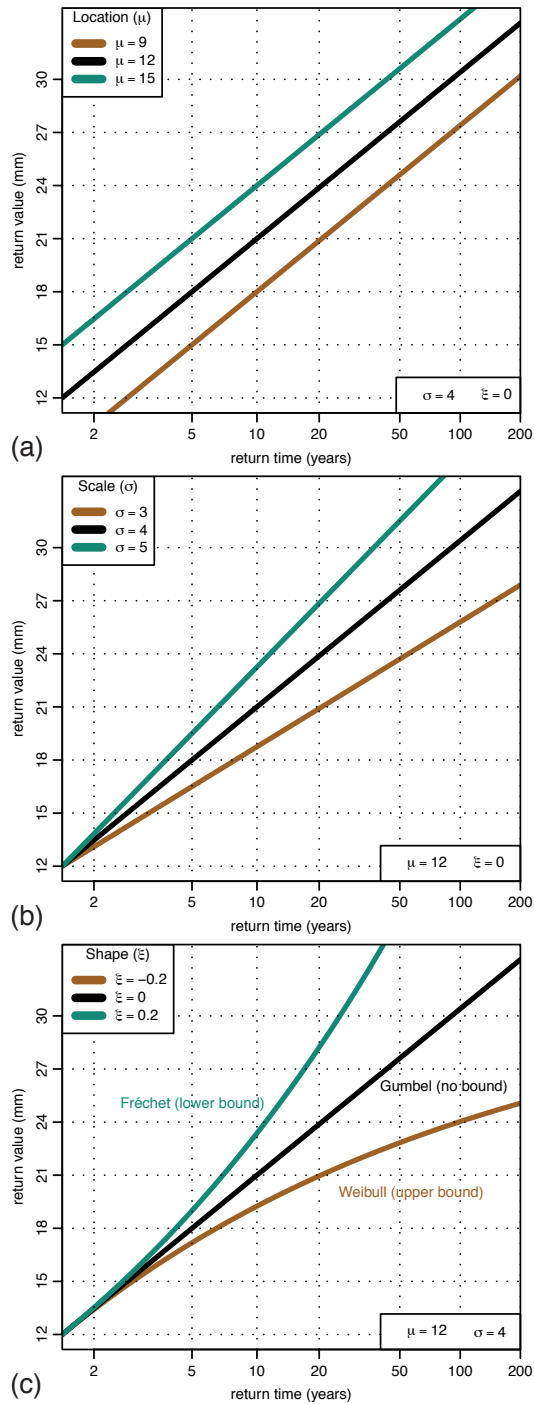 Location (μ)
μ = 9
μ = 12
μ = 15
return value (mm)
30
27
24
21
18
15
12
σ = 4 ξ = 0
2 5 10 20 50 100 200
return time (years)
(a)
Scale (σ)
σ = 3
σ = 4
σ = 5
return value (mm)
30
27
24
21
18
15
12
μ = 12 ξ = 0
2 5 10 20 50 100 200
return time (years)
(b)
Shape (ξ)
ξ = −0.2
ξ = 0
ξ = 0.2
return value (mm)
30
27
24
21
18
15
12
Gumbel (no bound)
Fréchet (lower bound)
Weibull (upper bound)
μ = 12 σ = 4
2 5 10 20 50 100 200
return time (years)
(c)